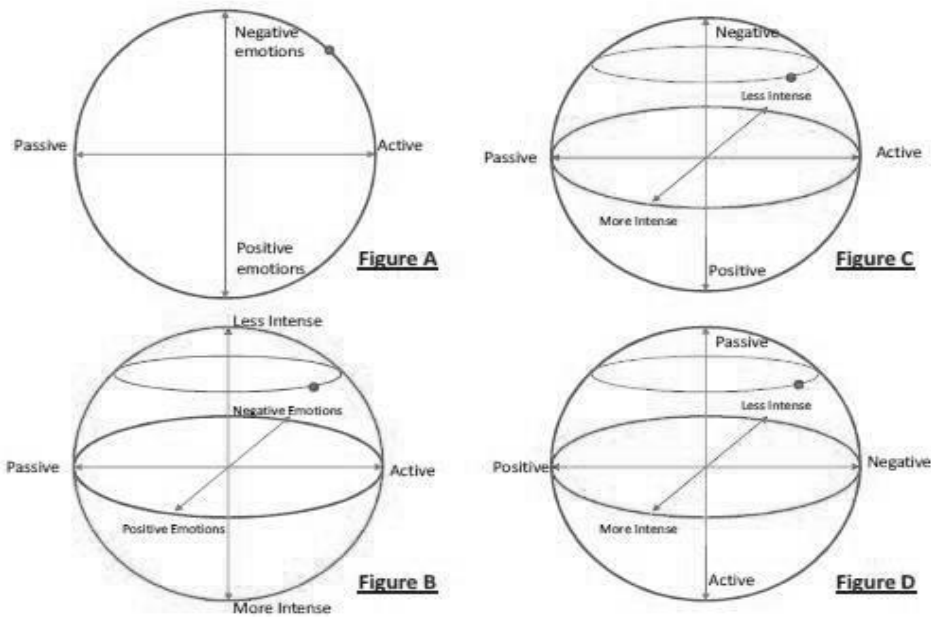 Negative
emotions
Passive
Active
Positive
emotions
Figure A
Negative
Less Intense
Passive
Active
More Intense
Positive
Figure C
Less Intense
Negative Emotions
Passive
Active
Positive Emotions
More Intense
Figure B
Passive
Less Intense
Positive
Negative
More Intense
Active
Figure D